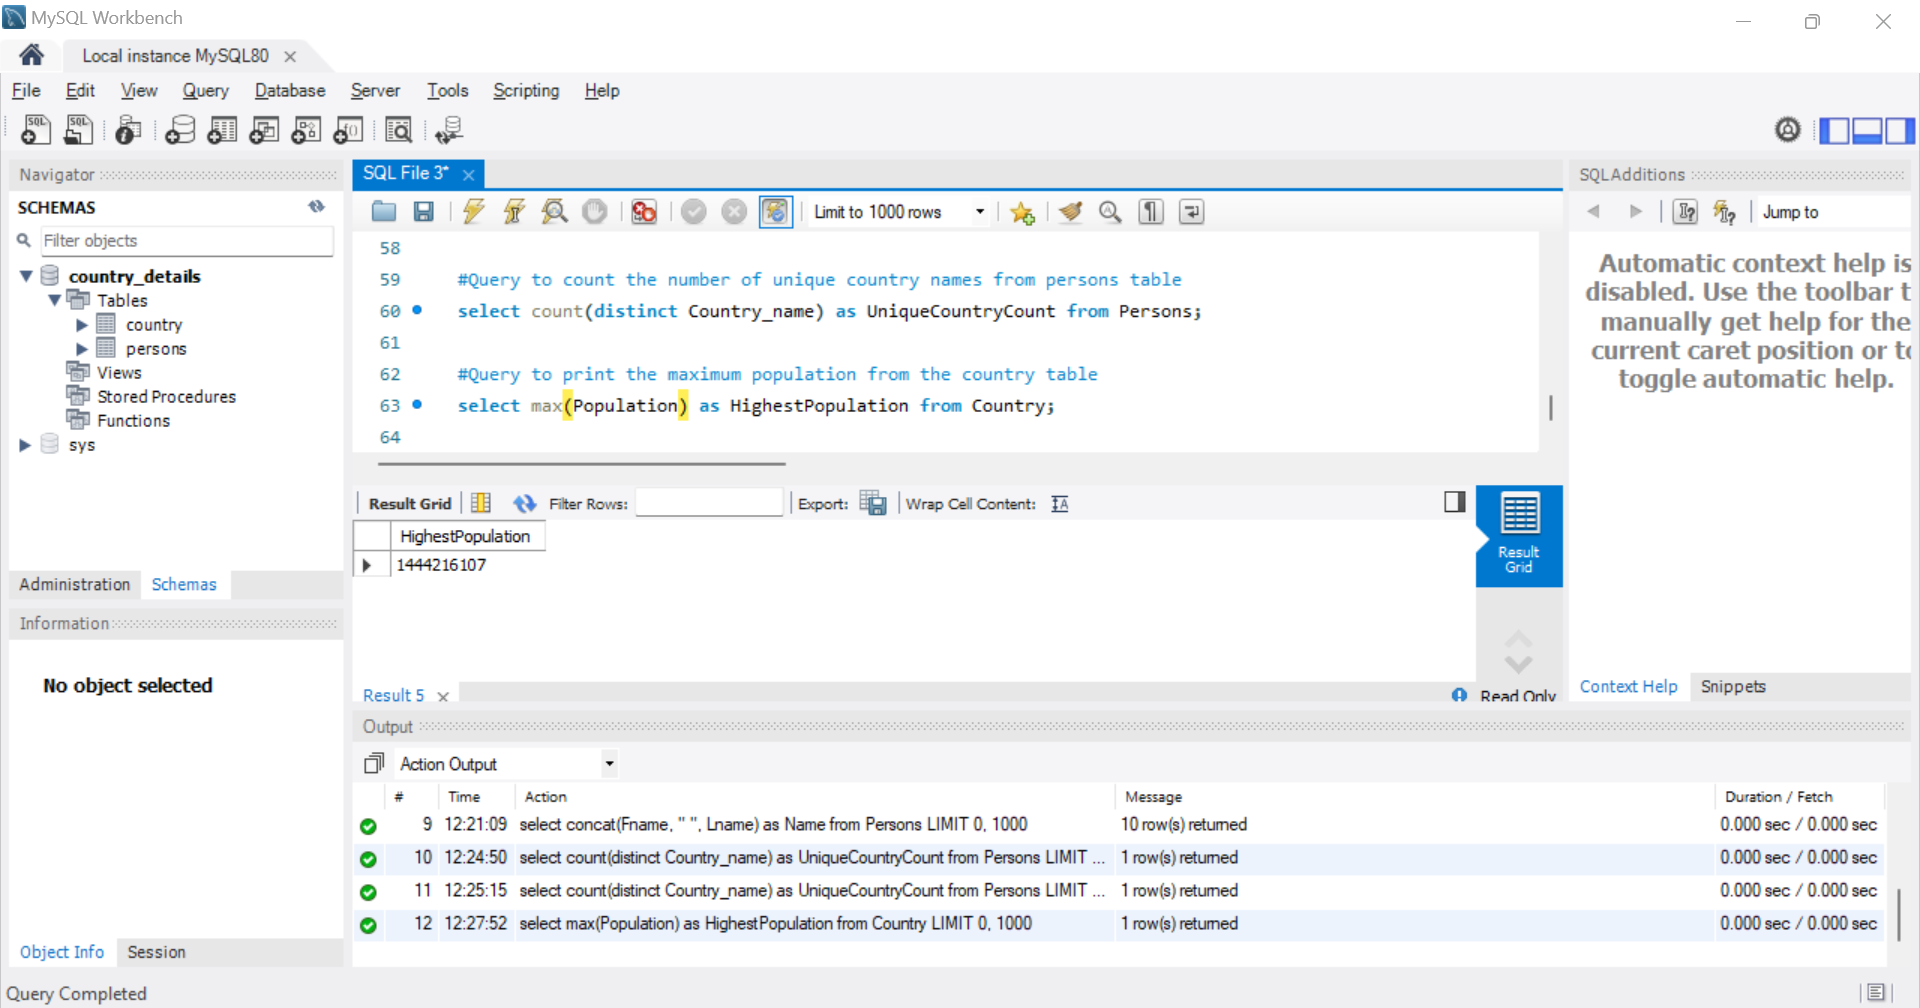 MySQL Workbench
Local instance MySQL80
File Edit View Query Database Server Tools Scripting Help
Navigator
SCHEMAS
Filter objects
country_details
Tables
country
persons
Views
Stored Procedures
Functions
sys
Administration Schemas
Information
No object selected
Object Info Session
SQL File 3*
Limit to 1000 rows
58
59 #Query to count the number of unique country names from persons table
60 select count(distinct Country_name) as UniqueCountryCount from Persons;
61
62 #Query to print the maximum population from the country table
63 select max(Population) as HighestPopulation from Country;
64
Result Grid Filter Rows: Export: Wrap Cell Content:
HighestPopulation
1444216107
Result
Grid
Result 5 Read Only
SQLAdditions
Jump to
Automatic context help is
disabled. Use the toolbar t
manually get help for the
current caret position or to
toggle automatic help.
Context Help Snippets
Output
Action Output
# Time Action Message Duration / Fetch
9 12:21:09 select concat(Fname, " ", Lname) as Name from Persons LIMIT 0, 1000 10 row(s) returned 0.000 sec / 0.000 sec
10 12:24:50 select count(distinct Country_name) as UniqueCountryCount from Persons LIMIT ... 1 row(s) returned 0.000 sec / 0.000 sec
11 12:25:15 select count(distinct Country_name) as UniqueCountryCount from Persons LIMIT ... 1 row(s) returned 0.000 sec / 0.000 sec
12 12:27:52 select max(Population) as HighestPopulation from Country LIMIT 0, 1000 1 row(s) returned 0.000 sec / 0.000 sec
Query Completed